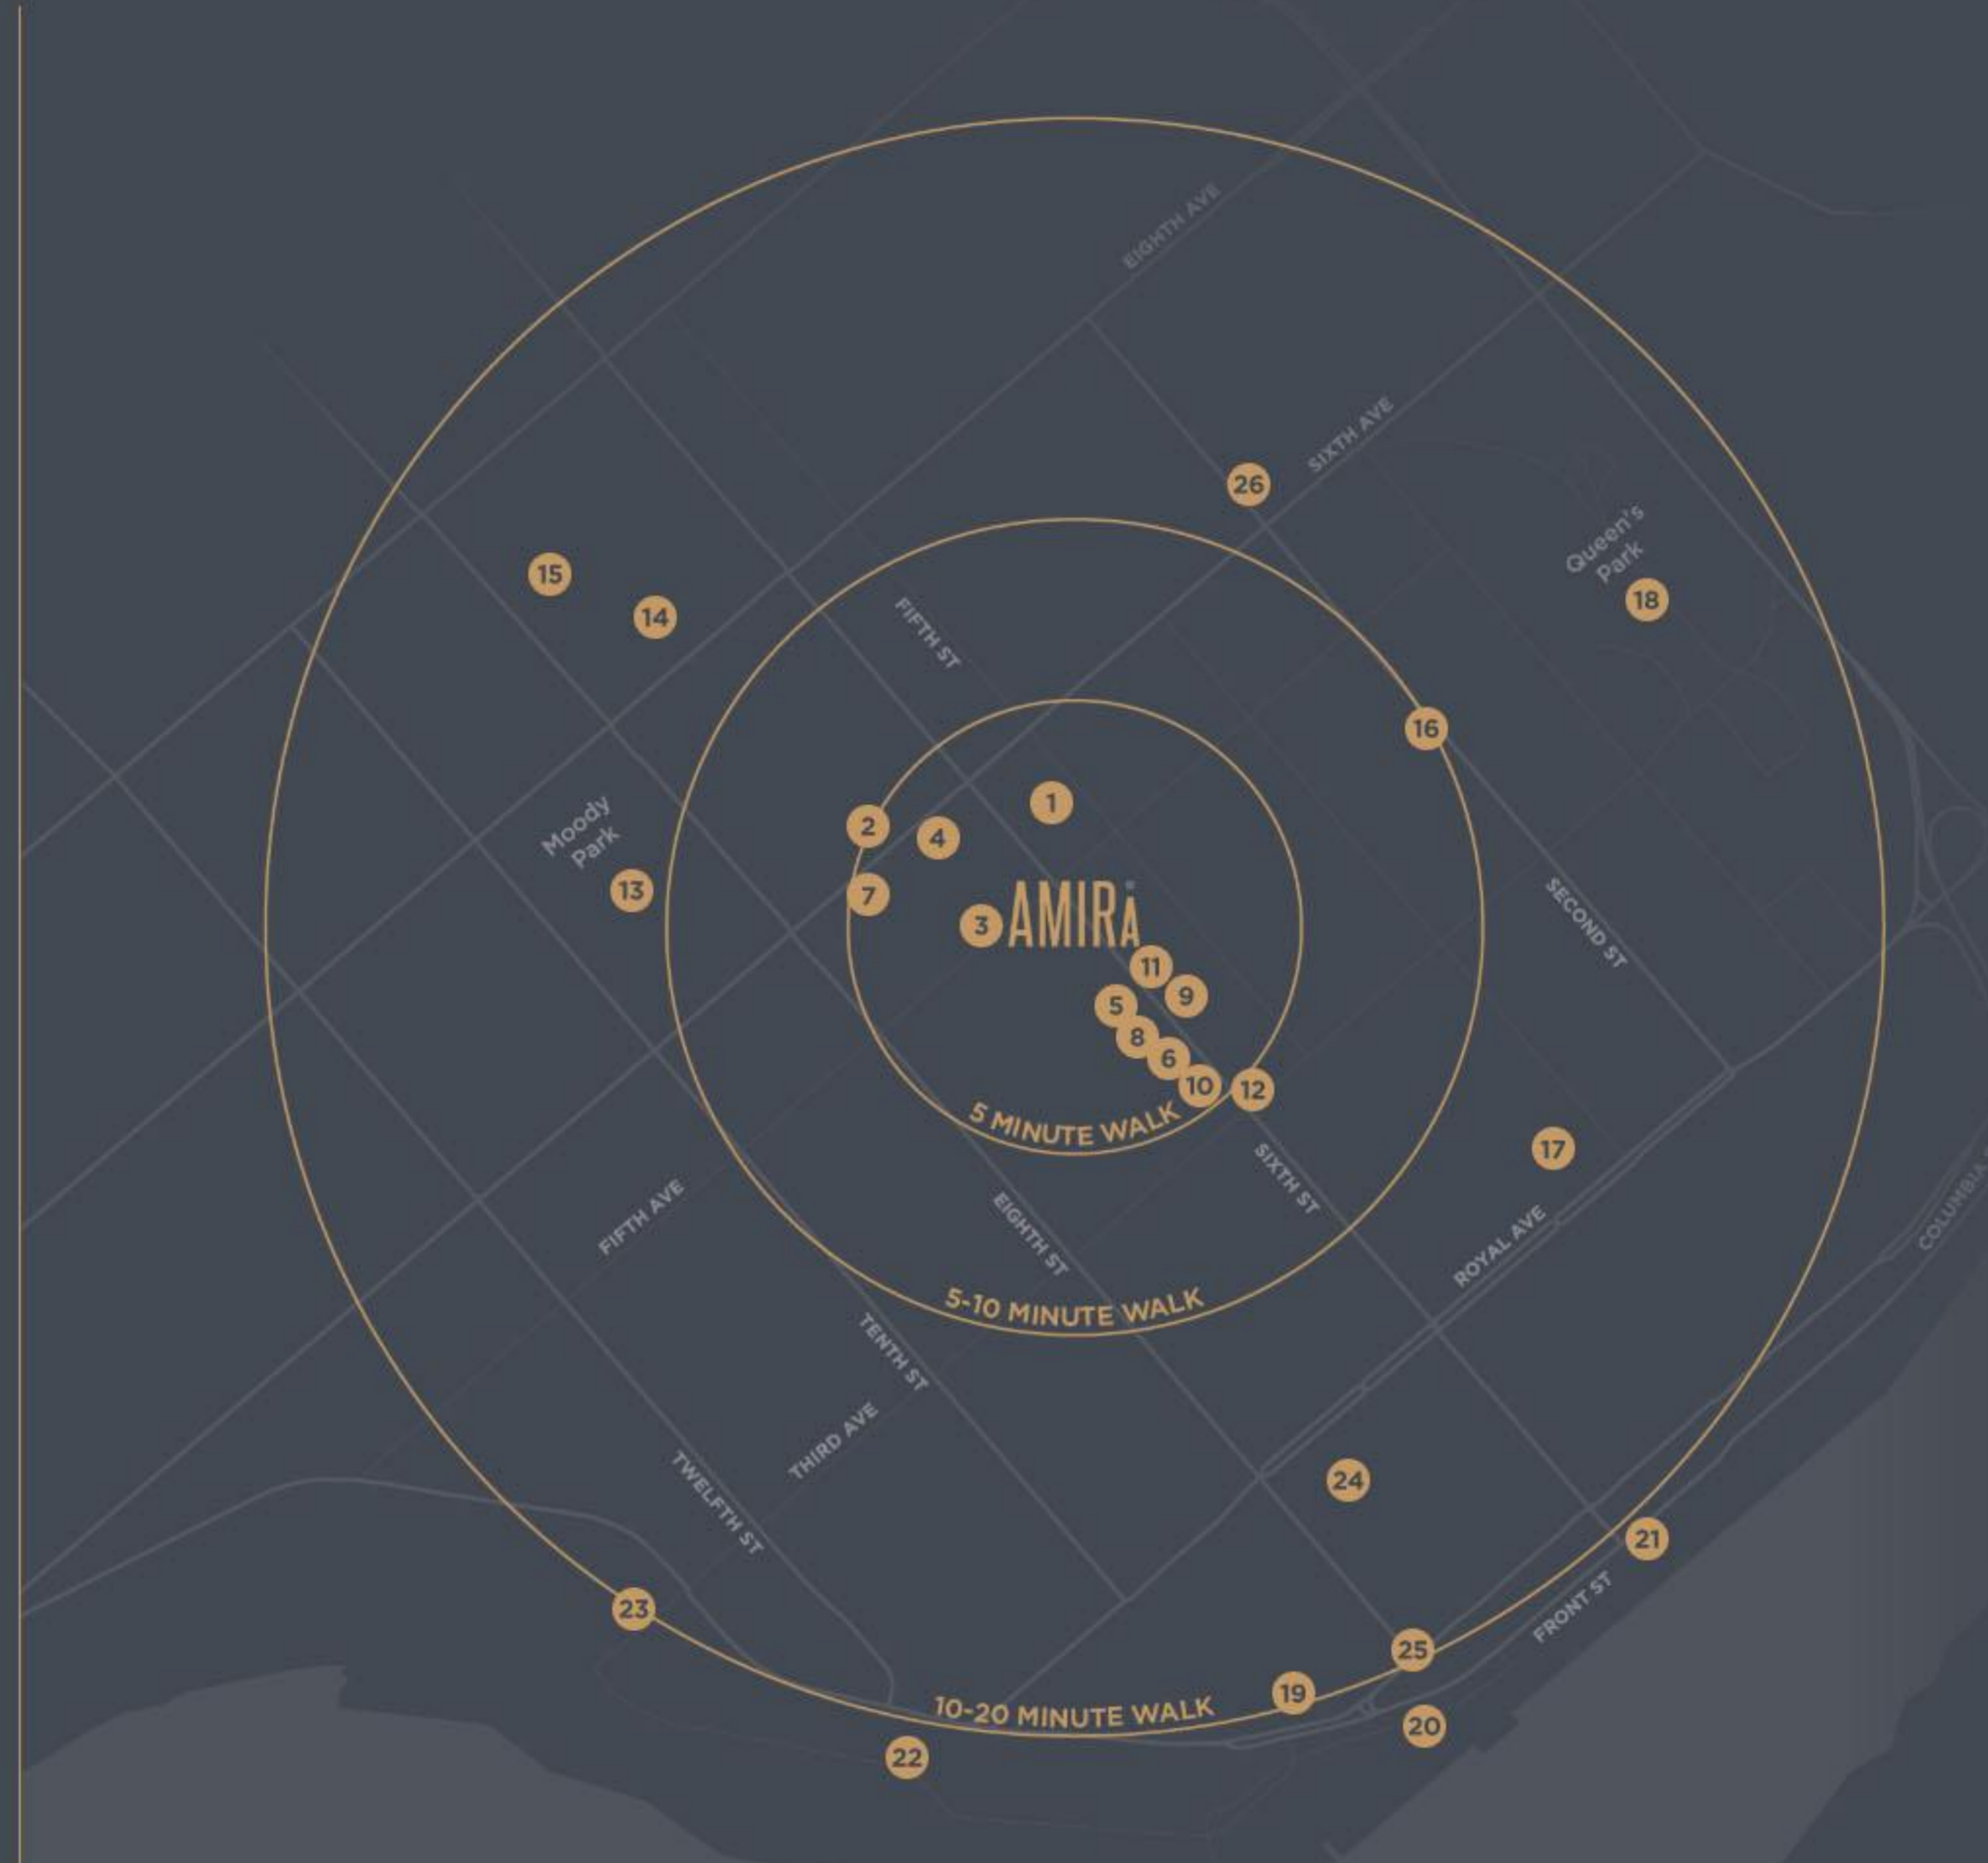 EIGHTH AVE
SIXTH AVE
26
Queen's
Park
18
15
14
FIFTH ST
16
1
2
4
Moody
Park
13
7
3
AMIRA
11
9
5
8
6
10
12
5 MINUTE WALK
SECOND ST
17
SIXTH ST
FIFTH AVE
EIGHTH ST
ROYAL AVE
COLUMBIA
5-10 MINUTE WALK
TENTH ST
THIRD AVE
TWELFTH ST
24
21
FRONT ST
23
25
19
10-20 MINUTE WALK
20
22